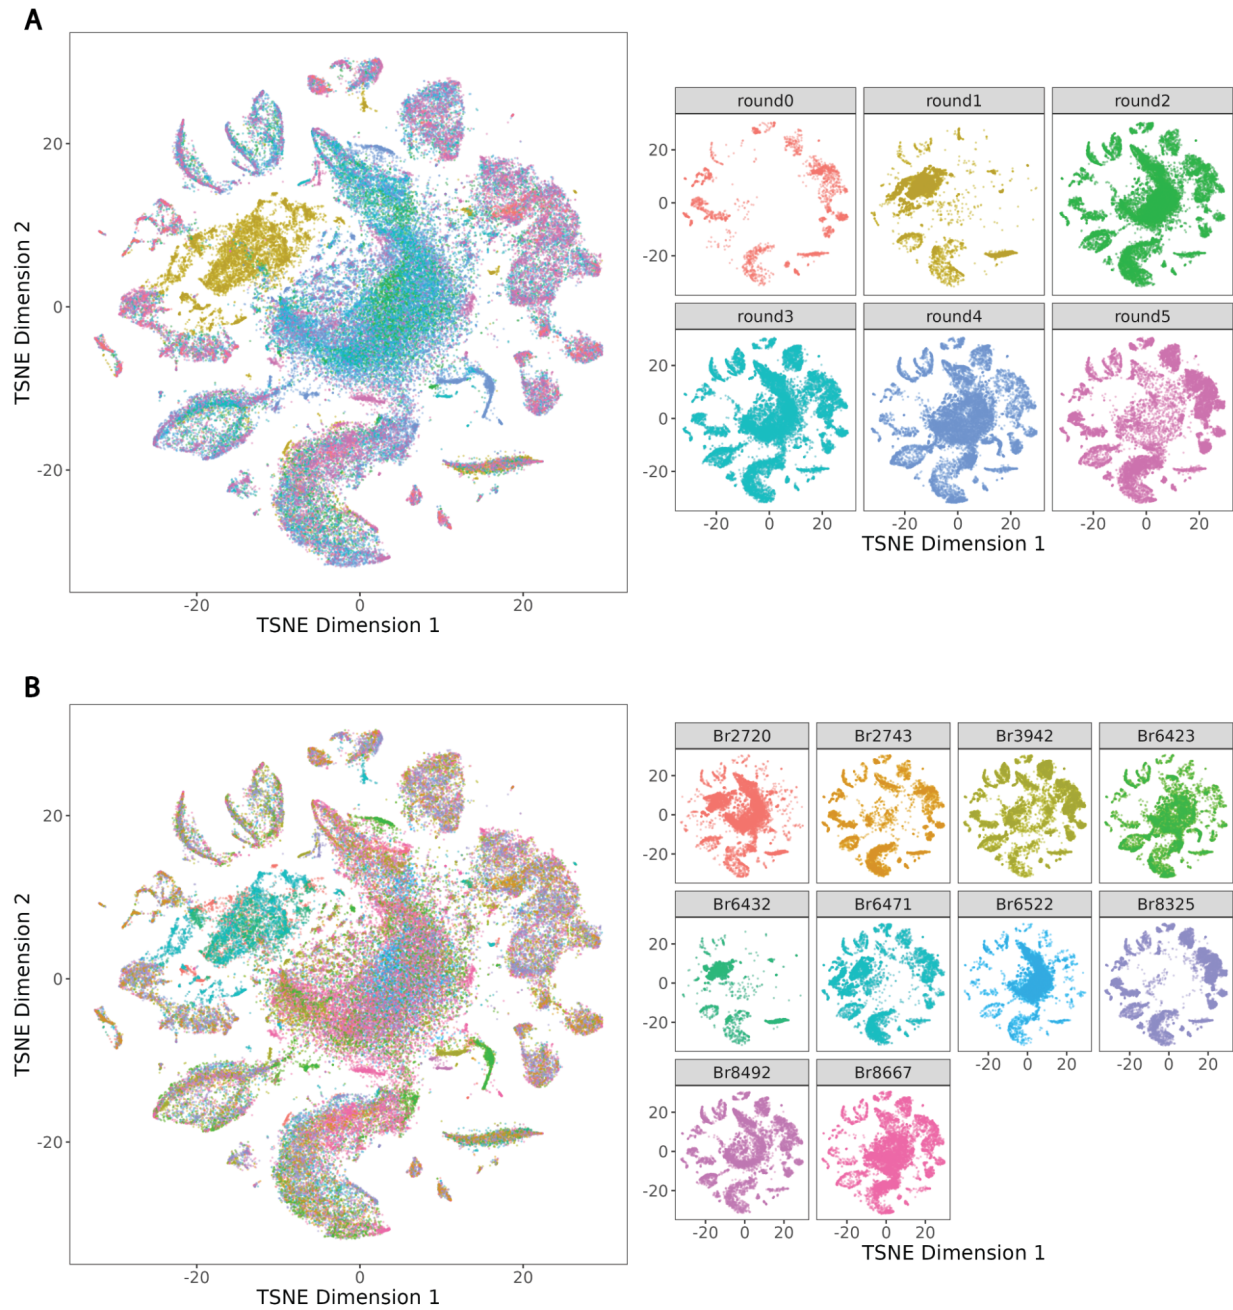 A
TSNE Dimension 2
20
0
-20
-20 0 20
TSNE Dimension 1
round0 round1 round2
20
0
-20
round3 round4 round5
20
0
-20
-20 0 20 -20 0 20 -20 0 20
TSNE Dimension 1
B
TSNE Dimension 2
20
0
-20
-20 0 20
TSNE Dimension 1
Br2720 Br2743 Br3942 Br6423
20
0
-20
Br6432 Br6471 Br6522 Br8325
20
0
-20
-20 0 20 -20 0 20
Br8492 Br8667
20
0
-20
-20 0 20 -20 0 20
TSNE Dimension 1